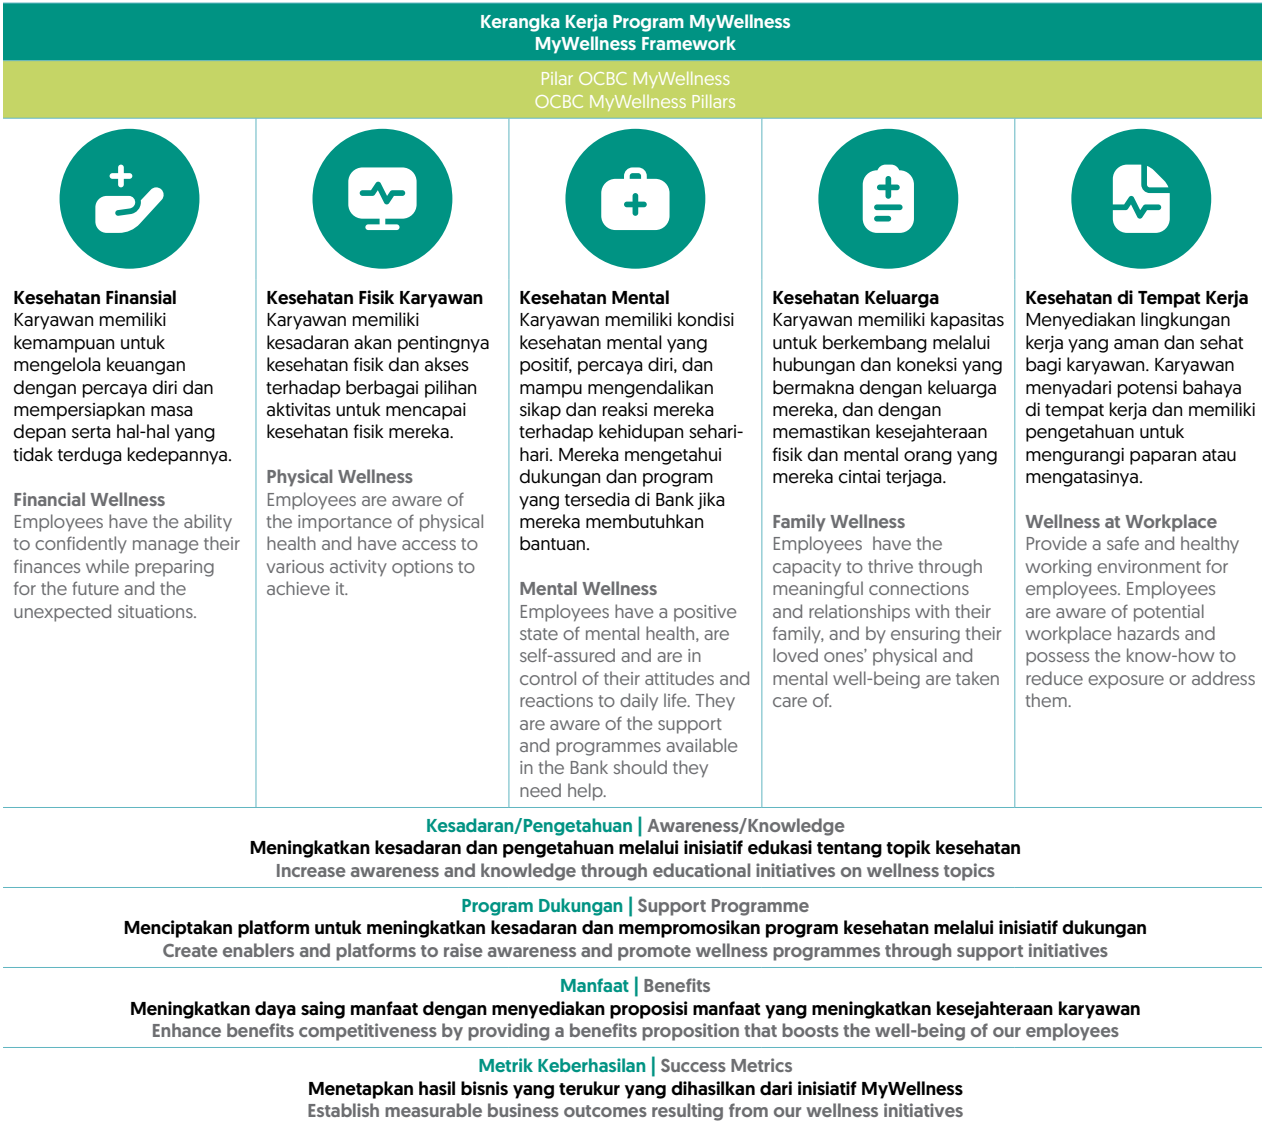 Kerangka Kerja Program MyWellness
MyWellness Framework
Pilar OCBC MyWellness
OCBC MyWellness Pillars
Kesehatan Finansial
Karyawan memiliki
kemampuan untuk
mengelola keuangan
dengan percaya diri dan
mempersiapkan masa
depan serta hal-hal yang
tidak terduga kedepannya.
Financial Wellness
Employees have the ability
to confidently manage their
finances while preparing
for the future and the
unexpected situations.
Kesehatan Fisik Karyawan
Karyawan memiliki
kesadaran akan pentingnya
kesehatan fisik dan akses
terhadap berbagai pilihan
aktivitas untuk mencapai
kesehatan fisik mereka.
Physical Wellness
Employees are aware of
the importance of physical
health and have access to
various activity options to
achieve it.
Kesehatan Mental
Karyawan memiliki kondisi
kesehatan mental yang
positif, percaya diri, dan
mampu mengendalikan
sikap dan reaksi mereka
terhadap kehidupan sehari-
hari. Mereka mengetahui
dukungan dan program
yang tersedia di Bank jika
mereka membutuhkan
bantuan.
Mental Wellness
Employees have a positive
state of mental health, are
self-assured and are in
control of their attitudes and
reactions to daily life. They
are aware of the support
and programmes available
in the Bank should they
need help.
Kesehatan Keluarga
Karyawan memiliki kapasitas
untuk berkembang melalui
hubungan dan koneksi yang
bermakna dengan keluarga
mereka, dan dengan
memastikan kesejahteraan
fisik dan mental orang yang
mereka cintai terjaga.
Family Wellness
Employees  have the
capacity to thrive through
meaningful connections
and relationships with their
family, and by ensuring their
loved ones’ physical and
mental well-being are taken
care of.
Kesehatan di Tempat Kerja
Menyediakan lingkungan
kerja yang aman dan sehat
bagi karyawan. Karyawan
menyadari potensi bahaya
di tempat kerja dan memiliki
pengetahuan untuk
mengurangi paparan atau
mengatasinya.
Wellness at Workplace
Provide a safe and healthy
working environment for
employees. Employees
are aware of potential
workplace hazards and
possess the know-how to
reduce exposure or address
them.
Kesadaran/Pengetahuan | Awareness/Knowledge
Meningkatkan kesadaran dan pengetahuan melalui inisiatif edukasi tentang topik kesehatan
Increase awareness and knowledge through educational initiatives on wellness topics
Program Dukungan | Support Programme
Menciptakan platform untuk meningkatkan kesadaran dan mempromosikan program kesehatan melalui inisiatif dukungan
Create enablers and platforms to raise awareness and promote wellness programmes through support initiatives
Manfaat | Benefits
Meningkatkan daya saing manfaat dengan menyediakan proposisi manfaat yang meningkatkan kesejahteraan karyawan
Enhance benefits competitiveness by providing a benefits proposition that boosts the well-being of our employees
Metrik Keberhasilan | Success Metrics
Menetapkan hasil bisnis yang terukur yang dihasilkan dari inisiatif MyWellness
Establish measurable business outcomes resulting from our wellness initiatives